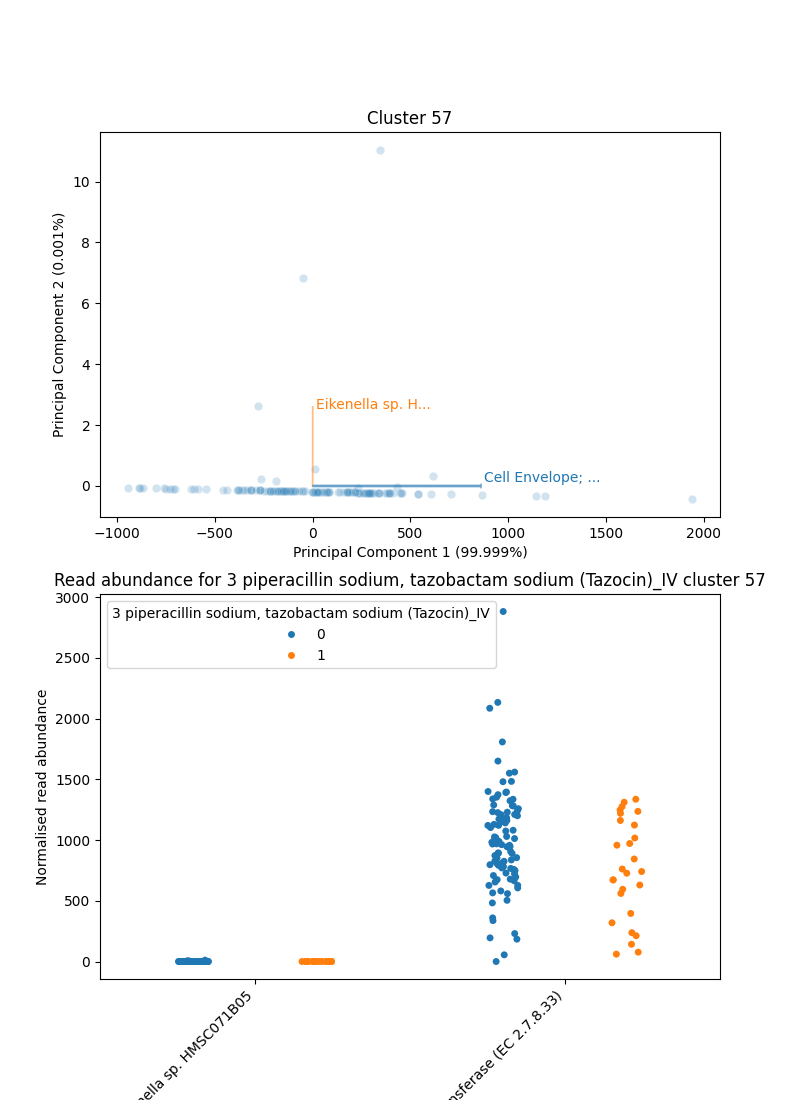 Cluster 57
10
8
6
4
2
0
Principal Component 2 (0.001%)
Eikenella sp. H...
Cell Envelope; ...
−1000 −500 0 500 1000 1500 2000
Principal Component 1 (99.999%)
Read abundance for 3 piperacillin sodium, tazobactam sodium (Tazocin)_IV cluster 57
3 piperacillin sodium, tazobactam sodium (Tazocin)_IV
0
1
3000
2500
2000
1500
1000
500
0
Normalised read abundance
sp. HMSC071B05
(EC 2.7.8.33)